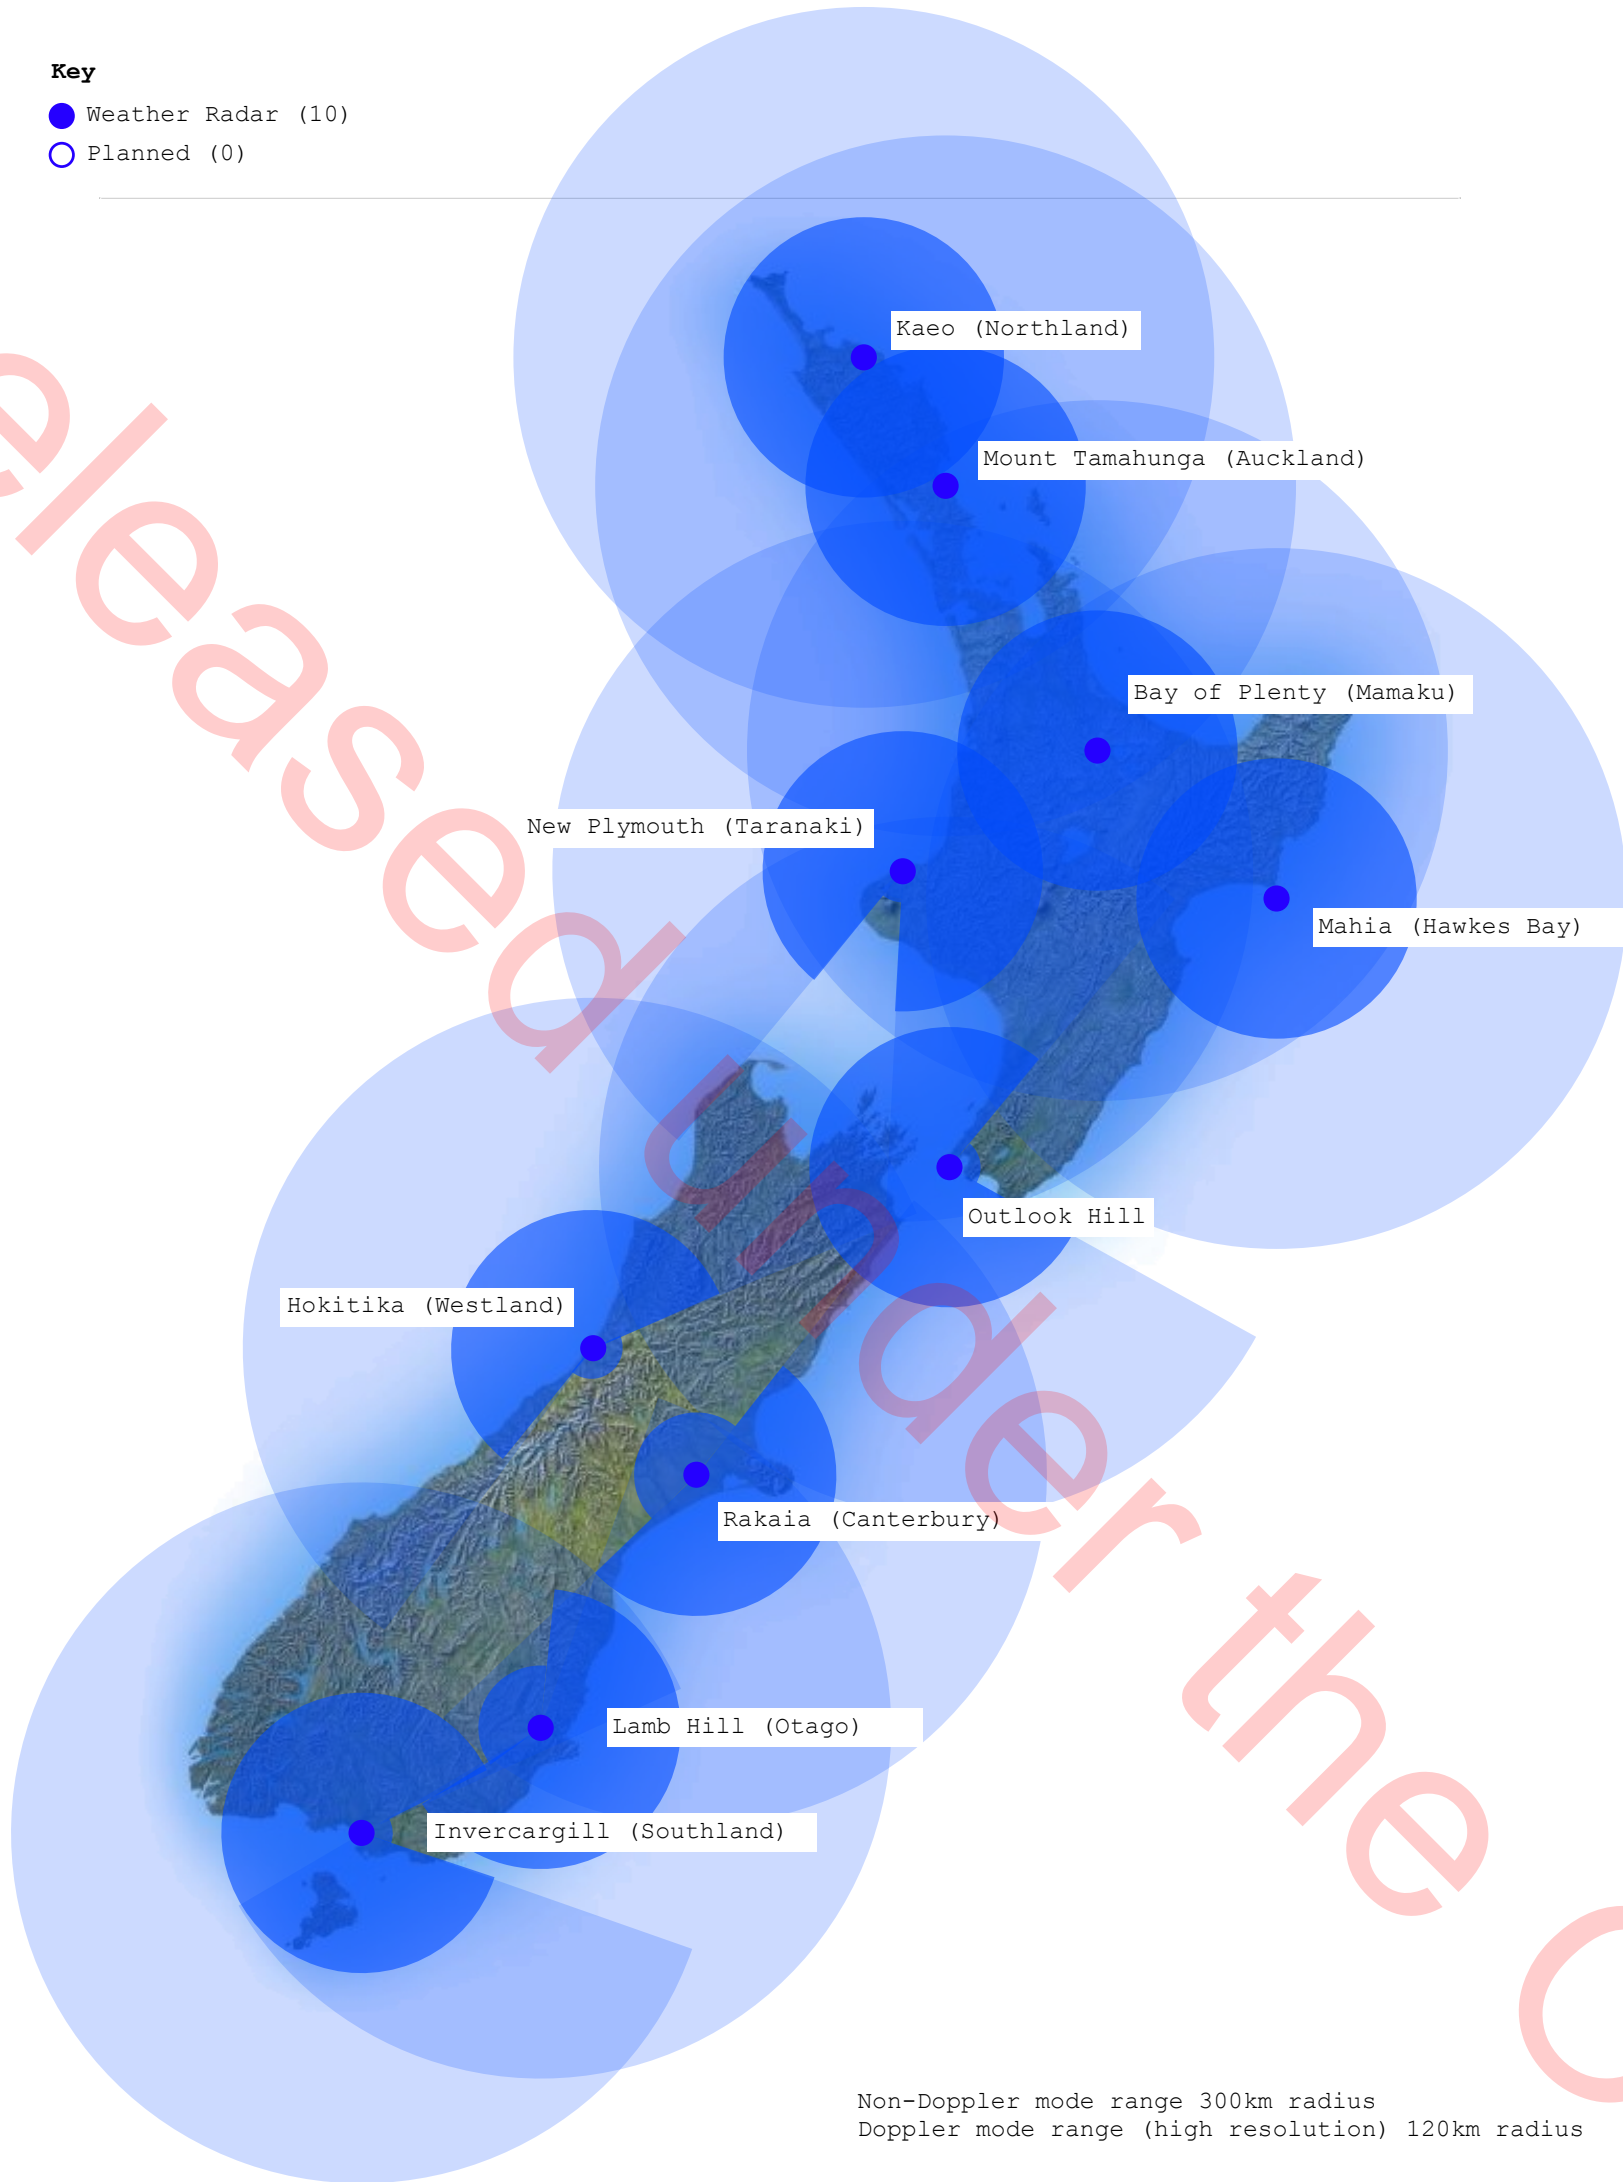 Key
Weather Radar (10)
Planned (0)
Kaeo (Northland)
Mount Tamahunga (Auckland)
Bay of Plenty (Mamaku)
New Plymouth (Taranaki)
Mahia (Hawkes Bay)
Outlook Hill
Hokitika (Westland)
Rakaia (Canterbury)
Lamb Hill (Otago)
Invercargill (Southland)
Non-Doppler mode range 300km radius
Doppler mode range (high resolution) 120km radius
eleased under the O